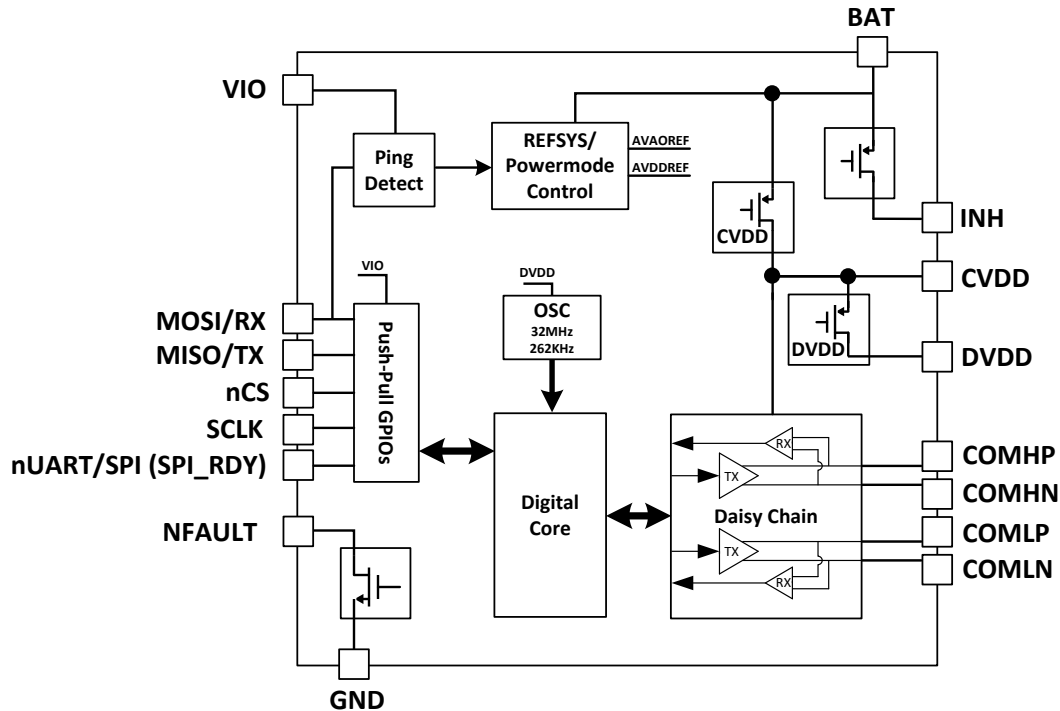 BAT
VIO
Ping
Detect
REFSYS/
Powermode
Control
AVAOREF
AVDDREF
CVDD
INH
CVDD
DVDD
DVDD
VIO
Push-Pull GPIOs
MOSI/RX
MISO/TX
nCS
SCLK
nUART/SPI (SPI_RDY)
DVDD
OSC
32MHz
262KHz
Digital
Core
RX
TX
Daisy Chain
TX
RX
COMHP
COMHN
COMLP
COMLN
NFAULT
GND